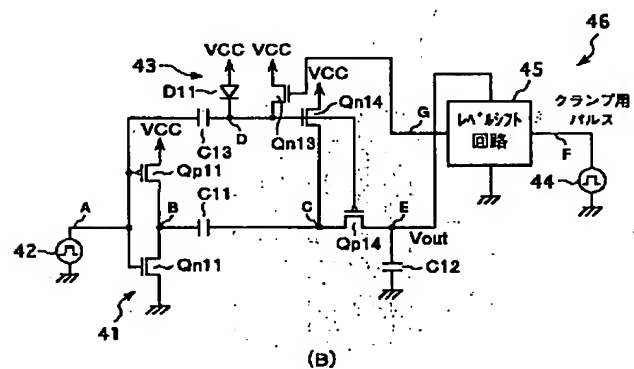 46
VCC
VCC
43
D11
VCC
45
Qn14
クランプ用
パルス
レベルシフト
回路
G
D
C13
Qn13
VCC
F
44
Qp11
C11
A
B
C
E
42
Qp14
Vout
Qn11
C12
41
(B)